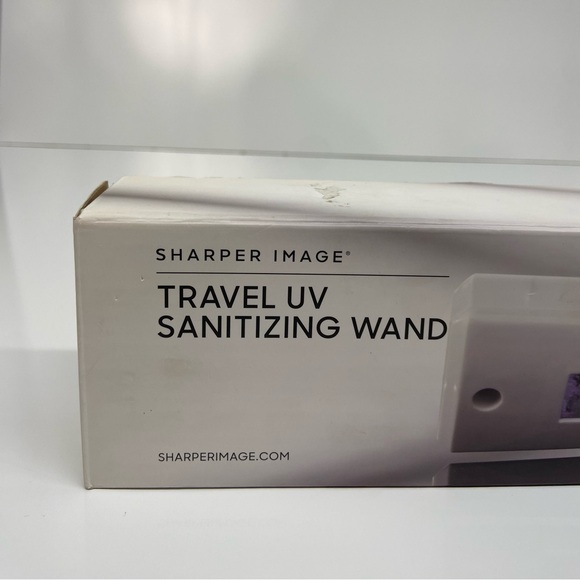 SHARPER IMAGE®
TRAVEL UV
SANITIZING WAND
SHARPERIMAGE.COM